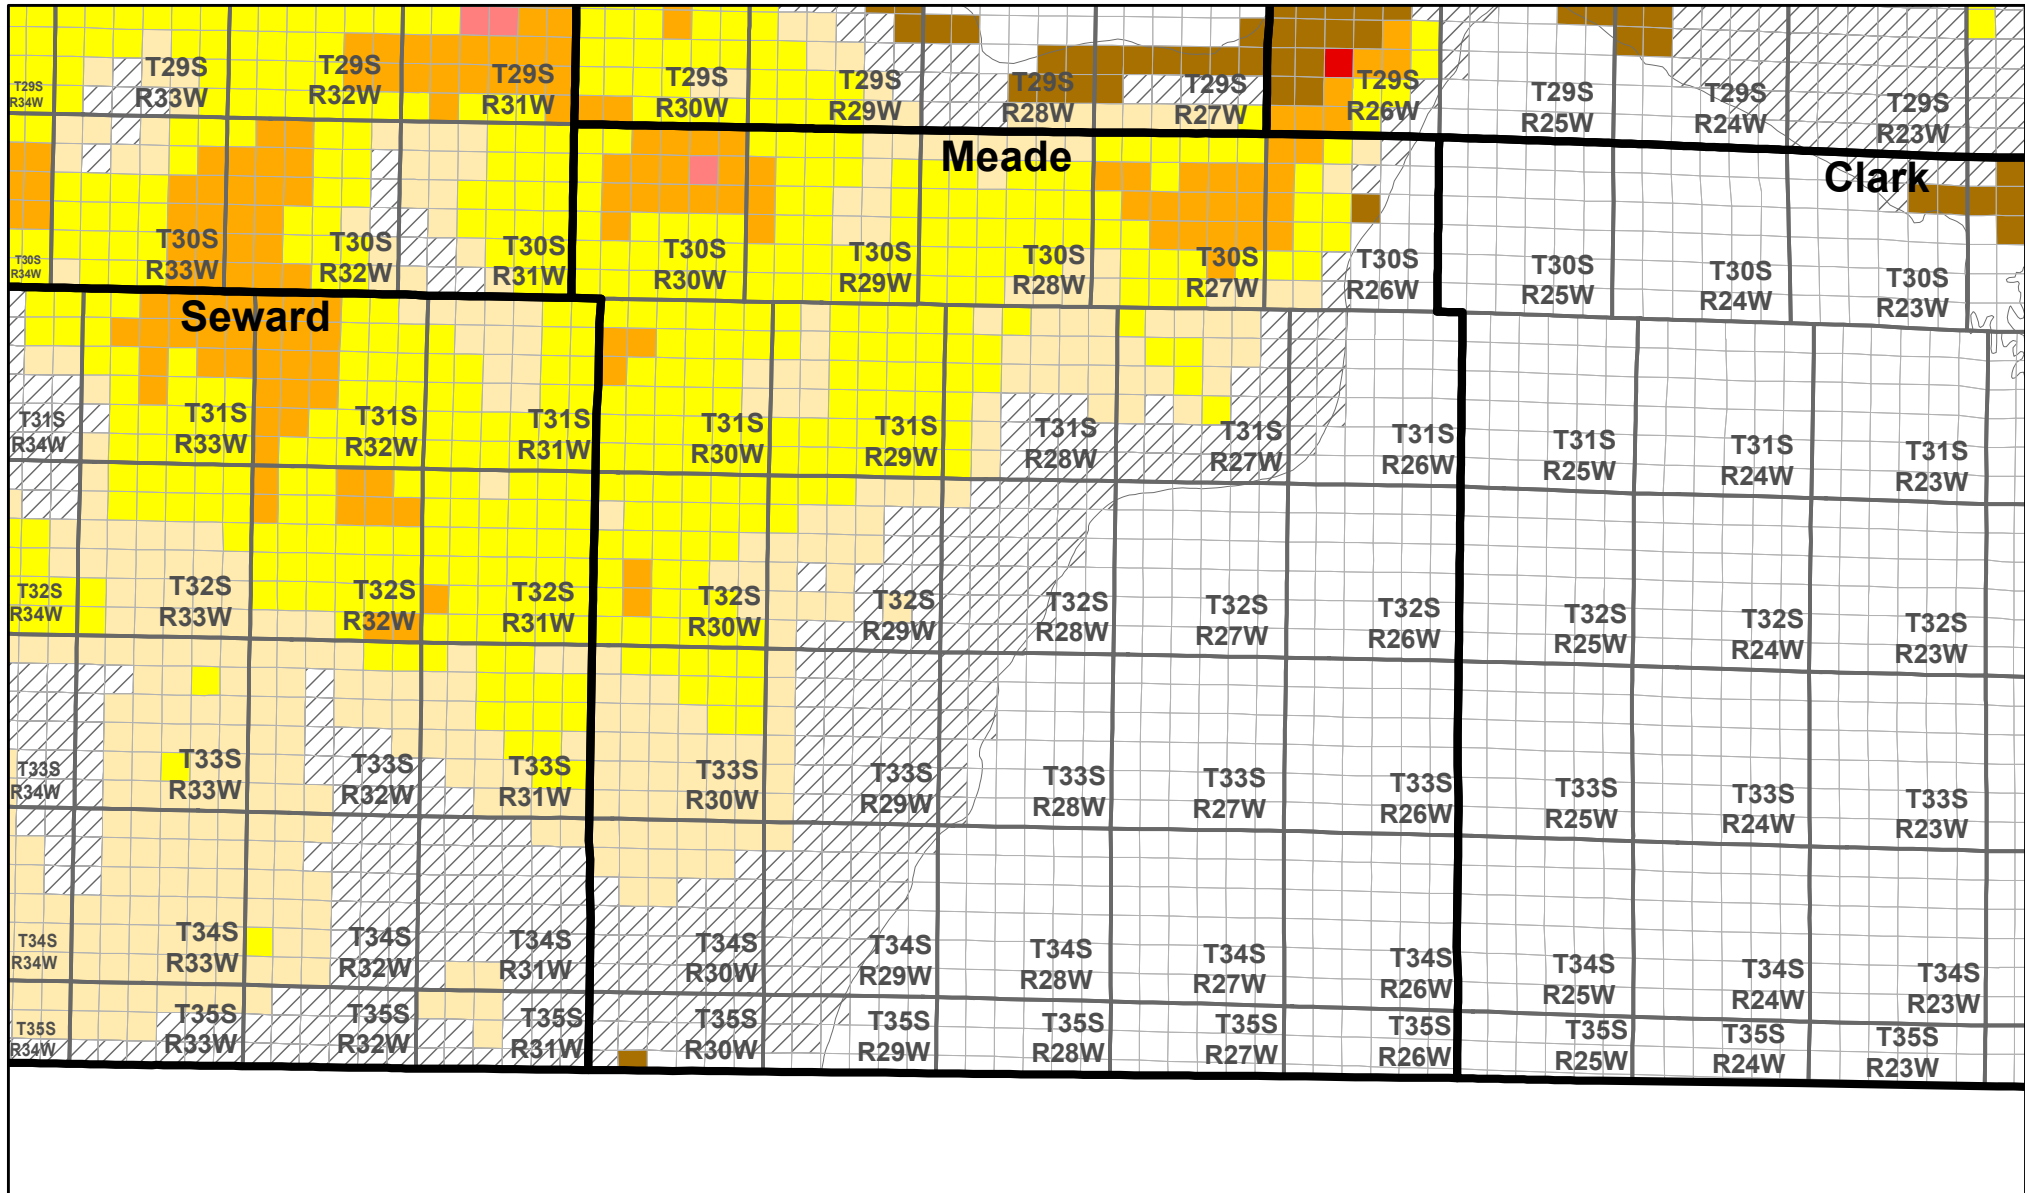 T29S
R34W
T29S
R33W
T29S
R32W
T29S
R31W
T29S
R30W
T29S
R29W
T29S
R28W
T29S
R27W
T29S
R26W
T29S
R25W
T29S
R24W
T29S
R23W
Meade
Clark
T30S
R34W
T30S
R33W
T30S
R32W
T30S
R31W
T30S
R30W
T30S
R29W
T30S
R28W
T30S
R27W
T30S
R26W
T30S
R25W
T30S
R24W
T30S
R23W
Seward
T31S
R34W
T31S
R33W
T31S
R32W
T31S
R31W
T31S
R30W
T31S
R29W
T31S
R28W
T31S
R27W
T31S
R26W
T31S
R25W
T31S
R24W
T31S
R23W
T32S
R34W
T32S
R33W
T32S
R32W
T32S
R31W
T32S
R30W
T32S
R29W
T32S
R28W
T32S
R27W
T32S
R26W
T32S
R25W
T32S
R24W
T32S
R23W
T33S
R34W
T33S
R33W
T33S
R32W
T33S
R31W
T33S
R30W
T33S
R29W
T33S
R28W
T33S
R27W
T33S
R26W
T33S
R25W
T33S
R24W
T33S
R23W
T34S
R34W
T34S
R33W
T34S
R32W
T34S
R31W
T34S
R30W
T34S
R29W
T34S
R28W
T34S
R27W
T34S
R26W
T34S
R25W
T34S
R24W
T34S
R23W
T35S
R34W
T35S
R33W
T35S
R32W
T35S
R31W
T35S
R30W
T35S
R29W
T35S
R28W
T35S
R27W
T35S
R26W
T35S
R25W
T35S
R24W
T35S
R23W